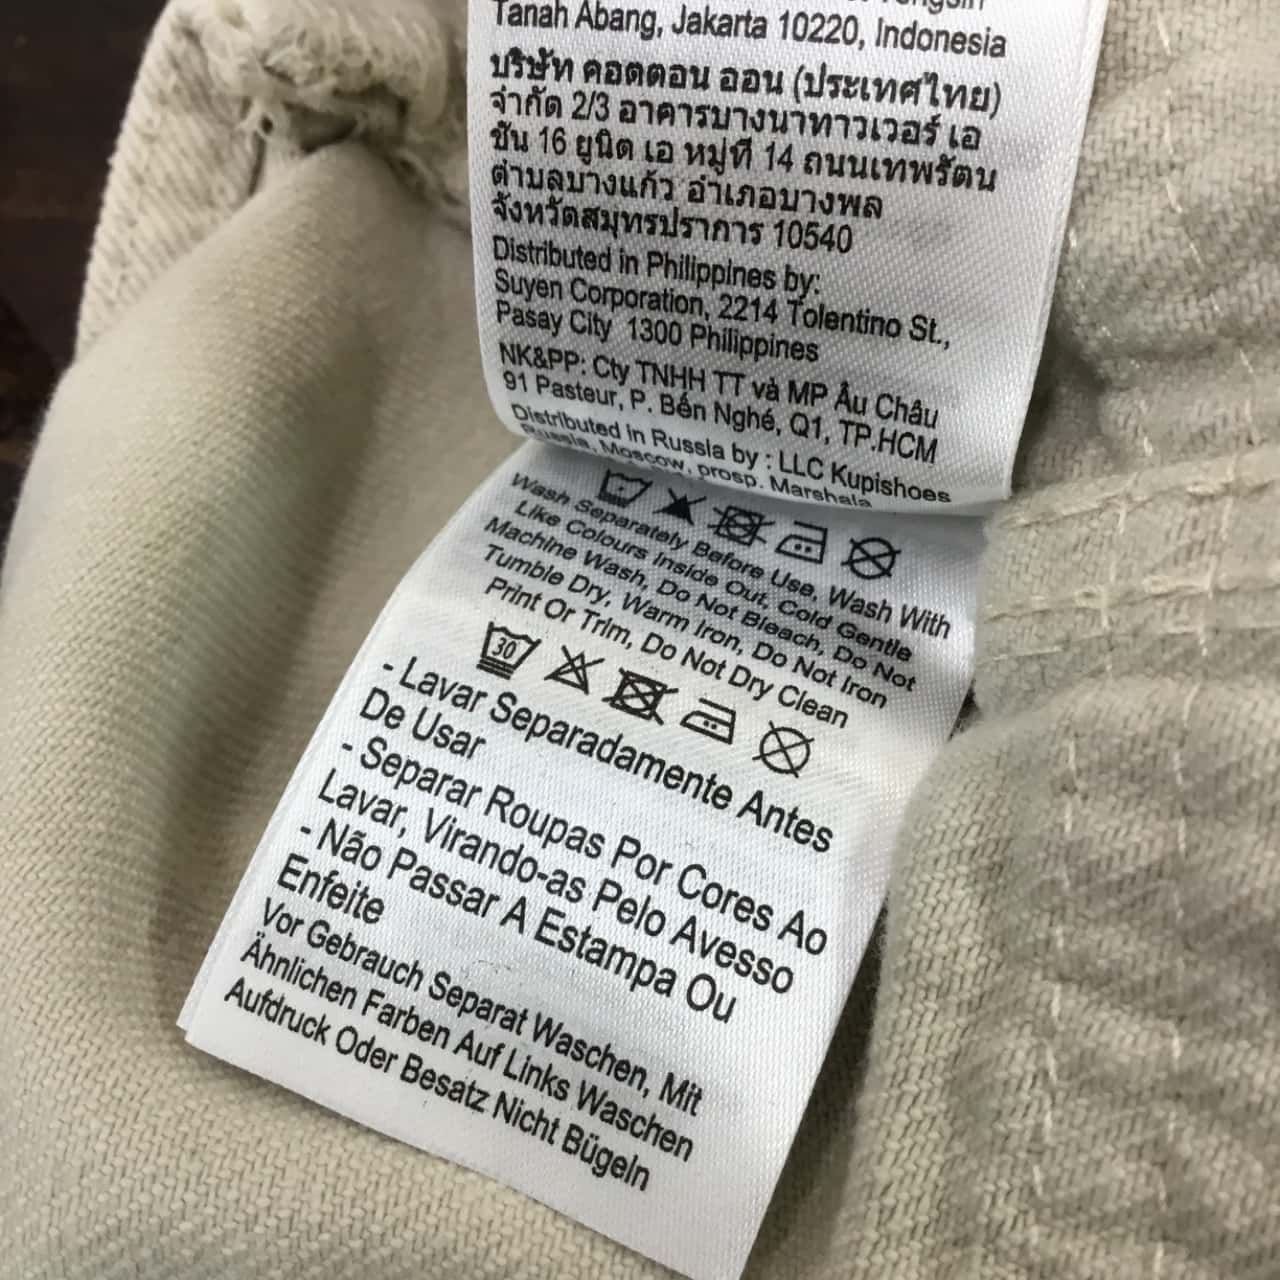 Tanah Abang, Jakarta 10220, Indonesia
บริษัท คอตตอน ออน (ประเทศไทย)
จำกัด 2/3 อาคารบางนาทาวเวอร์ เอ
ชั้น 16 ยูนิต เอ หมู่ที่ 14 ถนนเทพรัตน
ตำบลบางแก้ว อำเภอบางพลี
จังหวัดสมุทรปราการ 10540
Distributed in Philippines by:
Suyen Corporation, 2214 Tolentino St.,
Pasay City 1300 Philippines
NK&PP: Cty TNHH TT và MP Âu Châu
91 Pasteur, P. Bến Nghé, Q1, TP.HCM
Distributed in Russia by : LLC Kupishoes
Russia, Moscow, prosp. Marshala
Wash Separately Before Use, Wash With
Like Colours Inside Out, Cold Gentle
Machine Wash, Do Not Bleach, Do Not
Tumble Dry, Warm Iron, Do Not Iron
Print Or Trim, Do Not Dry Clean
30
- Lavar Separadamente Antes
De Usar
- Separar Roupas Por Cores Ao
Lavar, Virando-as Pelo Avesso
- Não Passar A Estampa Ou
Enfeite
Vor Gebrauch Separat Waschen, Mit
Ähnlichen Farben Auf Links Waschen
Aufdruck Oder Besatz Nicht Bügeln